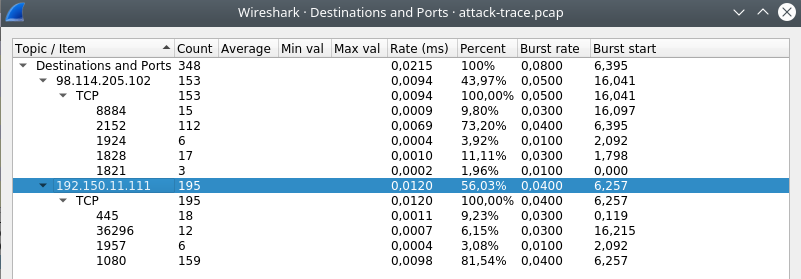 Wireshark · Destinations and Ports · attack-trace.pcap
Topic / Item Count Average Min val Max val Rate (ms) Percent Burst rate Burst start
Destinations and Ports 348 0,0215 100% 0,0800 6,395
98.114.205.102 153 0,0094 43,97% 0,0500 16,041
TCP 153 0,0094 100,00% 0,0500 16,041
8884 15 0,0009 9,80% 0,0300 16,097
2152 112 0,0069 73,20% 0,0400 6,395
1924 6 0,0004 3,92% 0,0100 2,092
1828 17 0,0010 11,11% 0,0300 1,798
1821 3 0,0002 1,96% 0,0100 0,000
192.150.11.111 195 0,0120 56,03% 0,0400 6,257
TCP 195 0,0120 100,00% 0,0400 6,257
445 18 0,0011 9,23% 0,0300 0,119
36296 12 0,0007 6,15% 0,0300 16,215
1957 6 0,0004 3,08% 0,0100 2,092
1080 159 0,0098 81,54% 0,0400 6,257